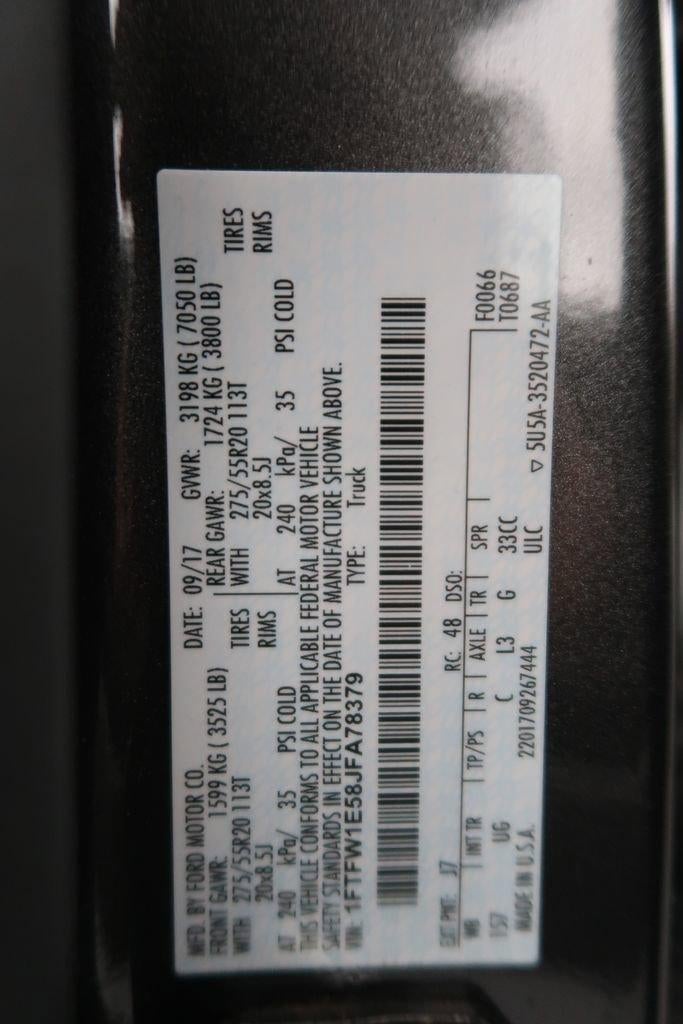 MFD. BY FORD MOTOR CO. DATE: 09/17 GVWR: 3198 KG ( 7050 LB)
FRONT GAWR: 1599 KG ( 3525 LB) REAR GAWR: 1724 KG ( 3800 LB)
WITH 275/55R20 113T TIRES WITH 275/55R20 113T TIRES
20x8.5J RIMS 20x8.5J RIMS
AT 240 kPa/ 35 PSI COLD AT 240 kPa/ 35 PSI COLD
THIS VEHICLE CONFORMS TO ALL APPLICABLE FEDERAL MOTOR VEHICLE
SAFETY STANDARDS IN EFFECT ON THE DATE OF MANUFACTURE SHOWN ABOVE.
VIN: 1FTFW1E58JFA78379 TYPE: Truck
EXT PNT: J7 RC: 48 DSO:
WB INT TR TP/PS R AXLE TR SPR F0066
157 UG C L3 G 33CC T0687
MADE IN U.S.A. 2201709267444 ULC ▽ 5U5A-3520472-AA